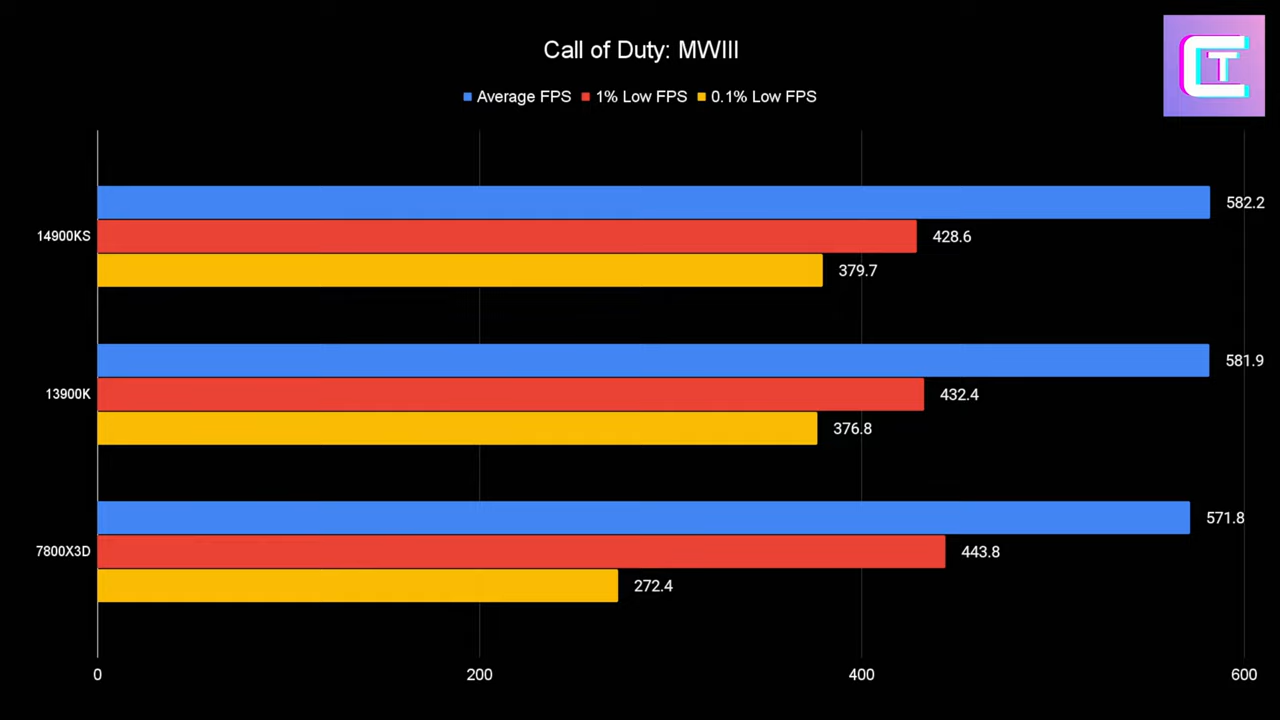 Call of Duty: MWIII
CT
Average FPS 1% Low FPS 0.1% Low FPS
582.2
14900KS 428.6
379.7
581.9
13900K 432.4
376.8
571.8
7800X3D 443.8
272.4
0 200 400 600